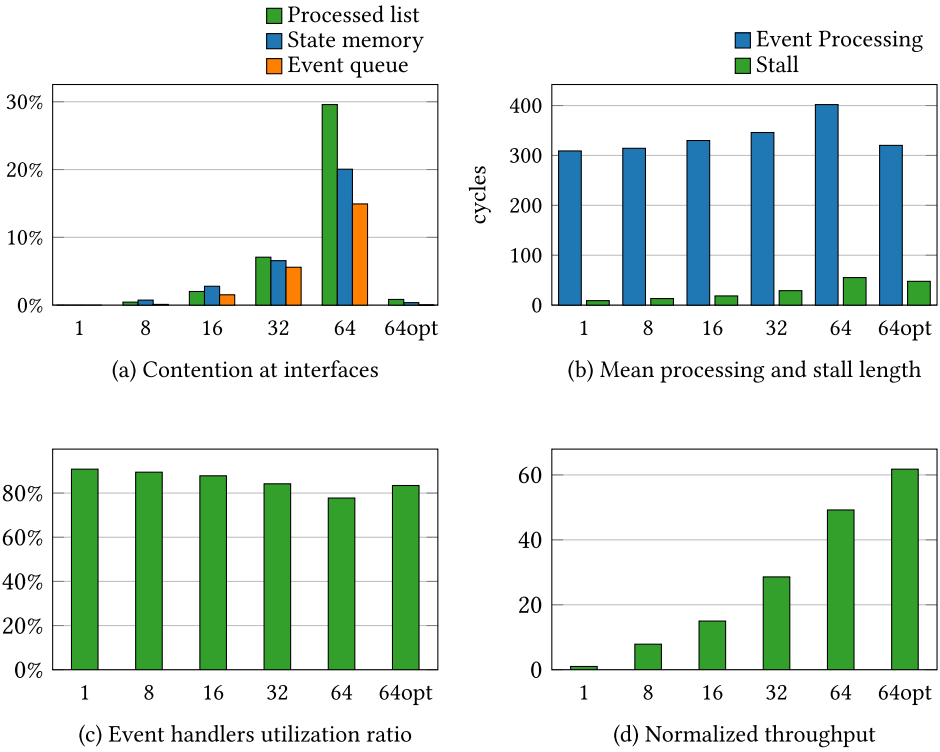 Processed list
State memory
Event queue
30%
20%
10%
0%
1 8 16 32 64 64opt
(a) Contention at interfaces
Event Processing
Stall
cycles
400
300
200
100
0
1 8 16 32 64 64opt
(b) Mean processing and stall length
80%
60%
40%
20%
0%
1 8 16 32 64 64opt
(c) Event handlers utilization ratio
60
40
20
0
1 8 16 32 64 64opt
(d) Normalized throughput